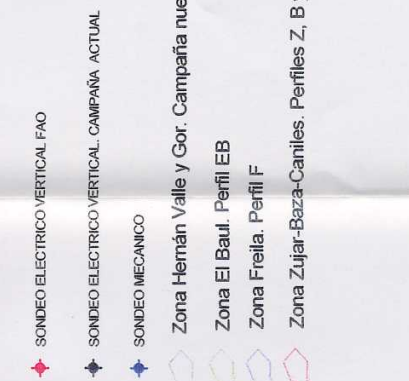 SONDEO ELECTRICO VERTICAL FAO
SONDEO ELECTRICO VERTICAL. CAMPAÑA ACTUAL
SONDEO MECANICO
Zona Hernán Valle y Gor. Campaña
Zona El Baul. Perfil EB
Zona Freila. Perfil F
Zona Zujar-Baza-Caniles. Perfiles Z, B